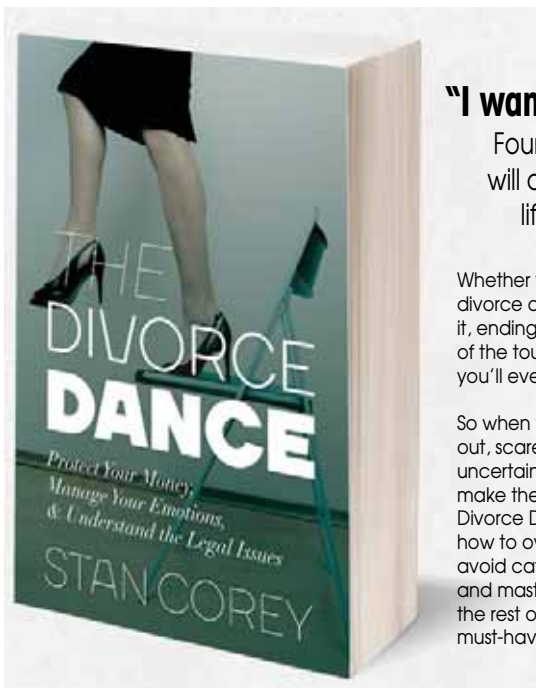 THE
DIVORCE
DANCE
Protect Your Money,
Manage Your Emotions,
& Understand the Legal Issues
STAN COREY
"I wan
Four
will c
lif
Whether
divorce o
it, ending
of the tou
you'll eve
So when
out, scare
uncertain
make the
Divorce D
how to ov
avoid ca
and mast
the rest o
must-hav